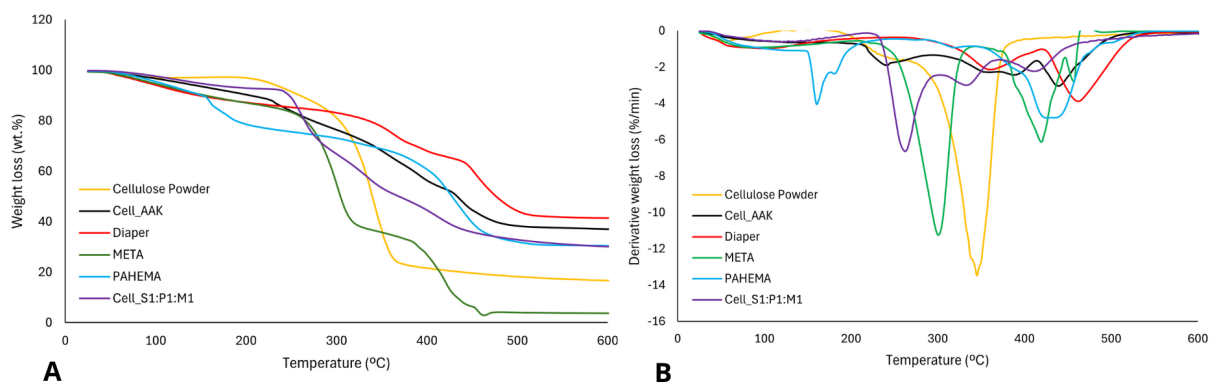 120
100
80
60
40
20
0
Weight loss (wt.%)
Cellulose Powder
Cell_AAK
Diaper
META
PAHEMA
Cell_S1:P1:M1
0 100 200 300 400 500 600
Temperature (ºC)
A
0
-2
-4
-6
-8
-10
-12
-14
-16
Derivative weight loss (%/min)
Cellulose Powder
Cell_AAK
Diaper
META
PAHEMA
Cell_S1:P1:M1
0 100 200 300 400 500 600
Temperature (ºC)
B